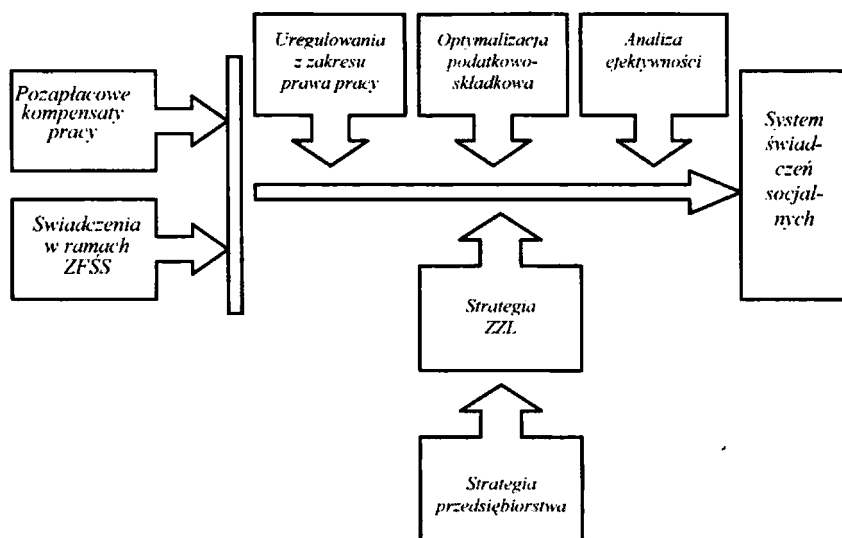 Uregulowania
z zakresu
prawa pracy
Optymalizacja
podatkowo-
składkowa
Analiza
efektywności
Pozapłacowe
kompensaty
pracy
System
świad-
czeń
socjal-
nych
Swiadczenia
w ramach
ZFŚS
Strategia
ZZL
Strategia
przedsiębiorstwa